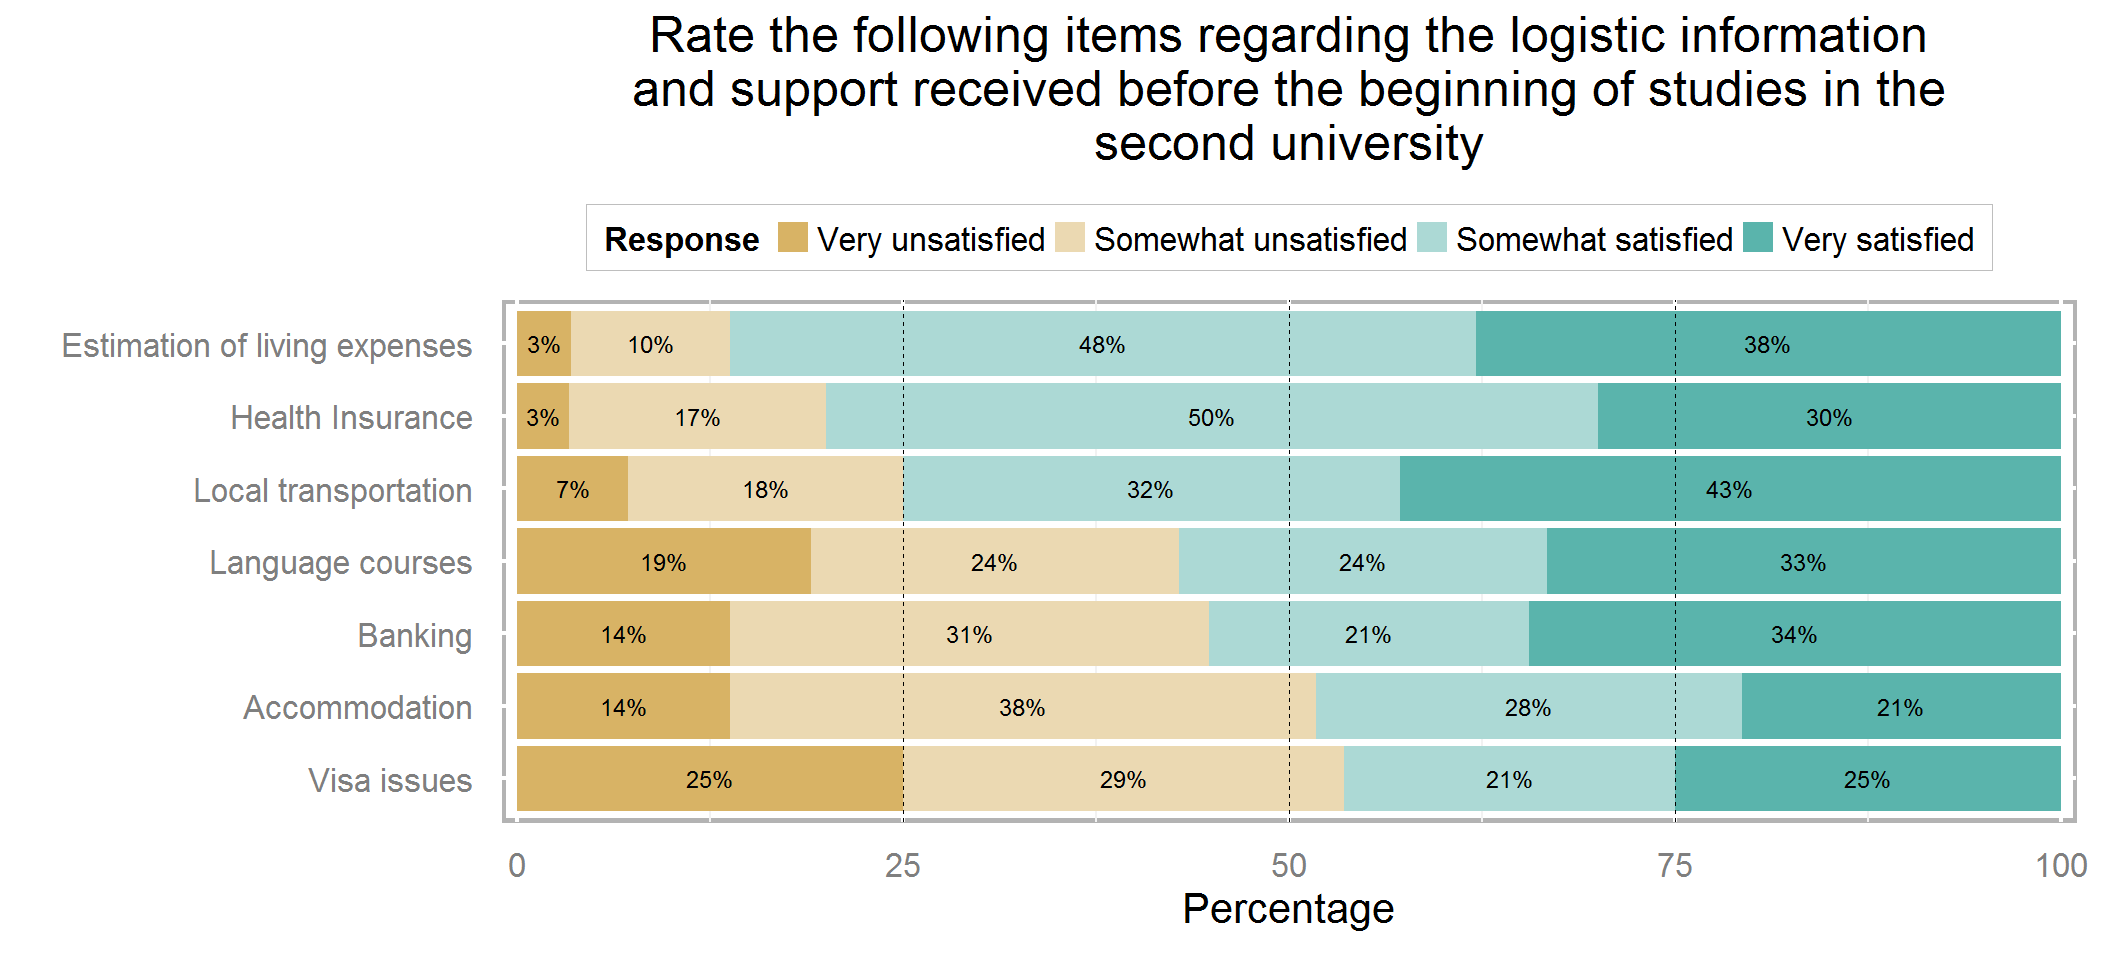 Rate the following items regarding the logistic information
and support received before the beginning of studies in the
second university
Response Very unsatisfied Somewhat unsatisfied Somewhat satisfied Very satisfied
Estimation of living expenses 3% 10% 48% 38%
Health Insurance 3% 17% 50% 30%
Local transportation 7% 18% 32% 43%
Language courses 19% 24% 24% 33%
Banking 14% 31% 21% 34%
Accommodation 14% 38% 28% 21%
Visa issues 25% 29% 21% 25%
0 25 50 75 100
Percentage